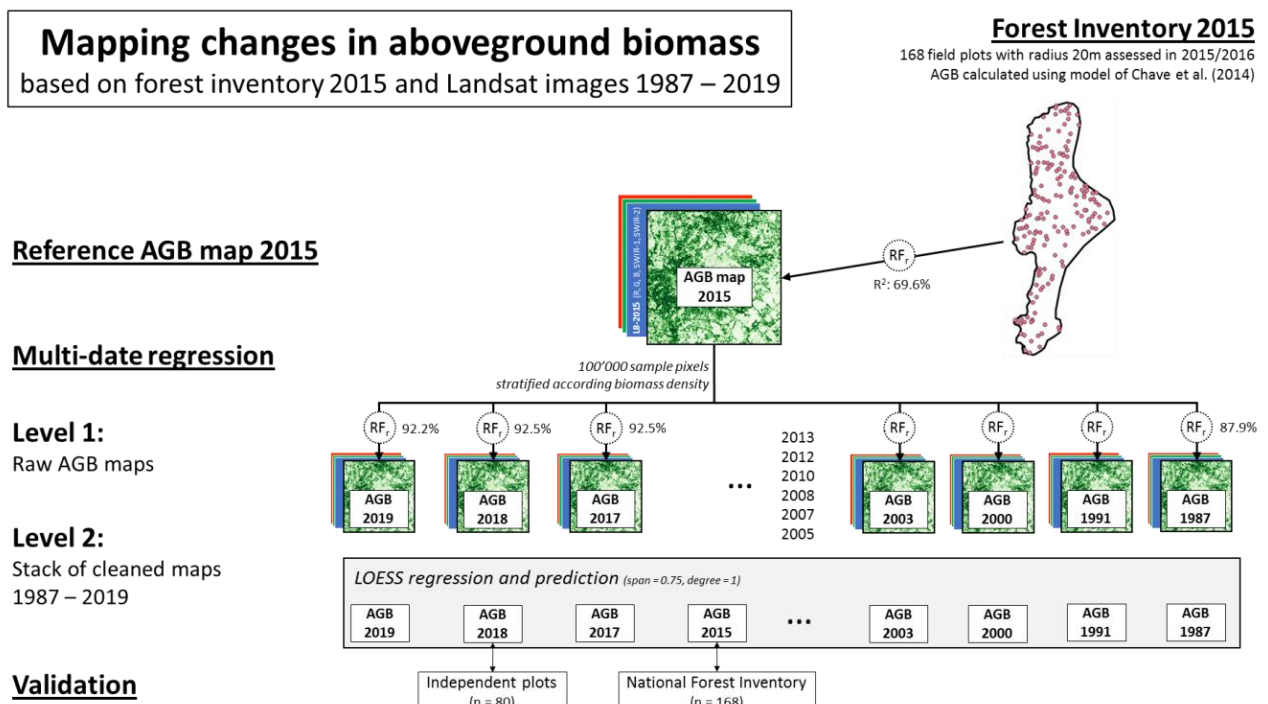 Mapping changes in aboveground biomass
based on forest inventory 2015 and Landsat images 1987 – 2019
Forest Inventory 2015
168 field plots with radius 20m assessed in 2015/2016
AGB calculated using model of Chave et al. (2014)
Reference AGB map 2015
L8-2015 (R, G, B, SWIR-1, SWIR-2)
AGB map
2015
RFr
R²: 69.6%
Multi-date regression
100'000 sample pixels
stratified according biomass density
Level 1:
Raw AGB maps
RFr 92.2%
RFr 92.5%
RFr 92.5%
RFr
RFr
RFr
RFr 87.9%
AGB
2019
AGB
2018
AGB
2017
...
2013
2012
2010
2008
2007
2005
AGB
2003
AGB
2000
AGB
1991
AGB
1987
Level 2:
Stack of cleaned maps
1987 – 2019
LOESS regression and prediction (span = 0.75, degree = 1)
AGB
2019
AGB
2018
AGB
2017
AGB
2015
...
AGB
2003
AGB
2000
AGB
1991
AGB
1987
Validation
Independent plots
(n = 80)
National Forest Inventory
(n = 168)